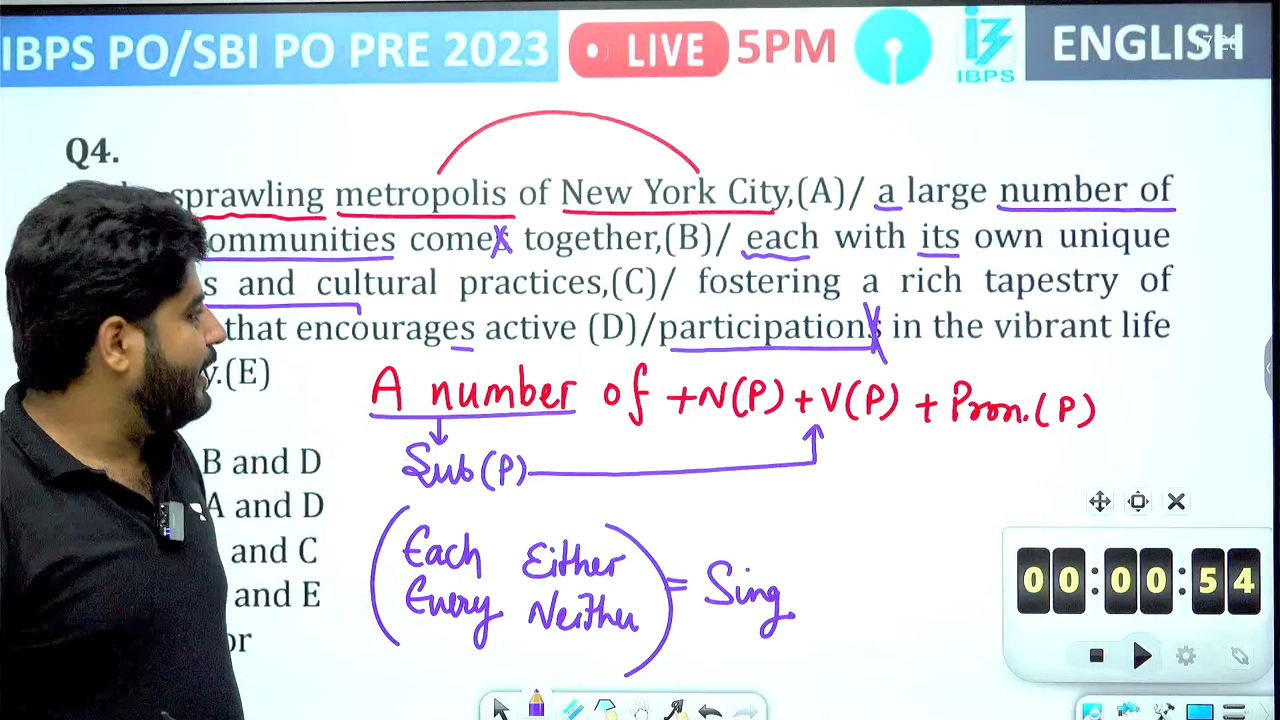 IBPS PO/SBI PO PRE 2023
LIVE 5PM
IBPS
ENGLISH
Q4.
sprawling metropolis of New York City,(A)/ a large number of
ommunities comes together,(B)/ each with its own unique
s and cultural practices,(C)/ fostering a rich tapestry of
that encourages active (D)/participations in the vibrant life
y.(E)
A number of +N(P) + V(P) + Pron.(P)
Sub(P)
B and D
A and D
and C
and E
or
Each Either
Every Neither
= Sing.
00:00:54